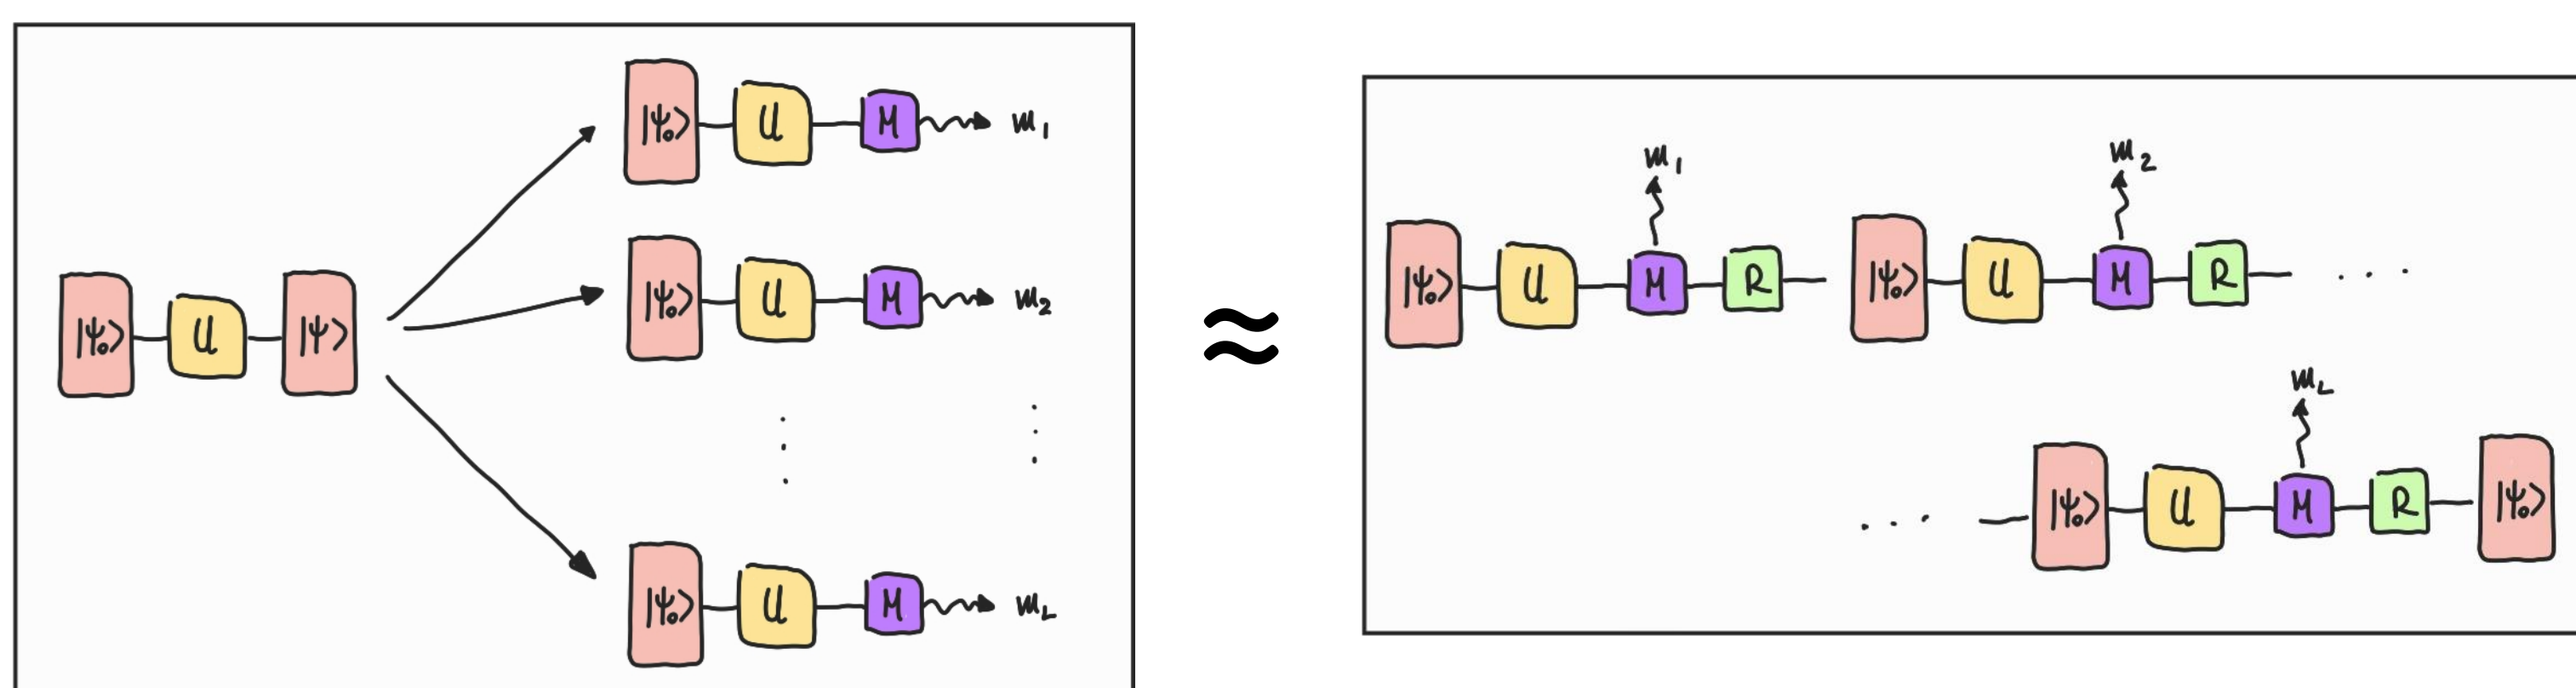 |ψ₀⟩ U |ψ⟩
|ψ₀⟩ U M m₁
|ψ₀⟩ U M m₂
⋮ ⋮
|ψ₀⟩ U M m_L
≈
m₁ m₂
|ψ₀⟩ U M R |ψ₀⟩ U M R . . .
m_L
. . . |ψ₀⟩ U M R |ψ₀⟩